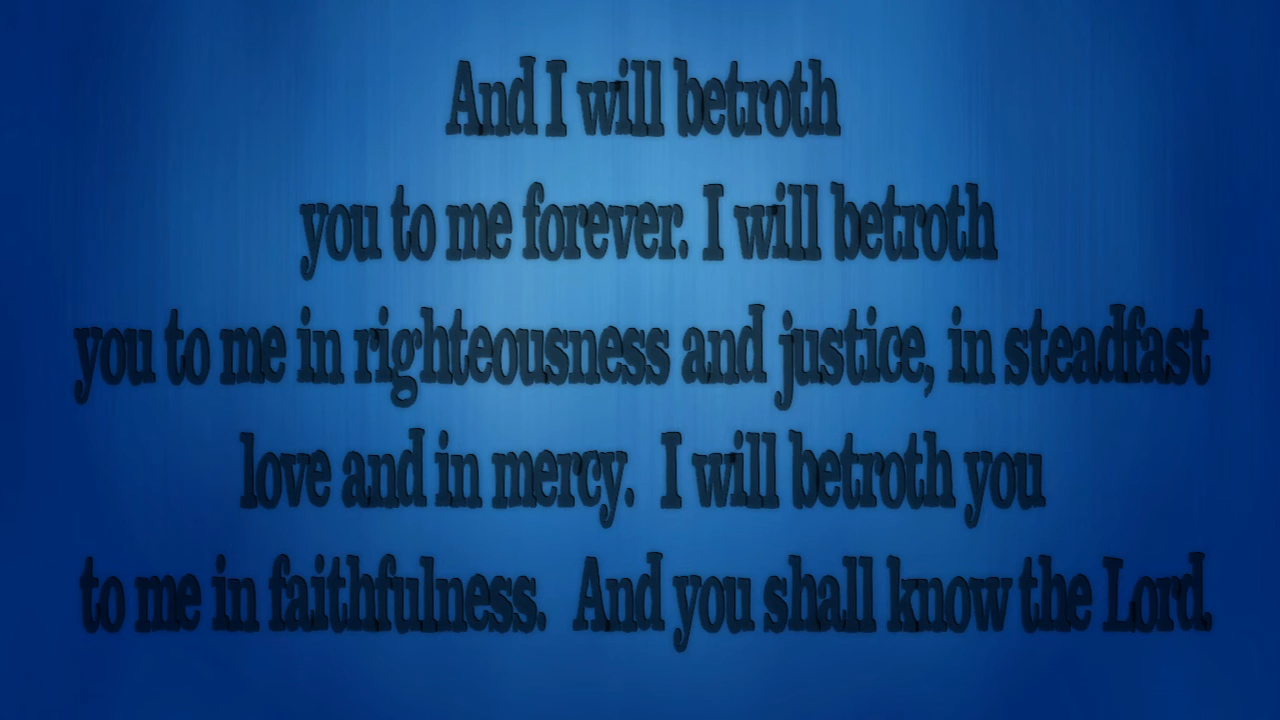 And I will betroth
you to me forever. I will betroth
you to me in righteousness and justice, in steadfast
love and in mercy.  I will betroth you
to me in faithfulness.  And you shall know the Lord.